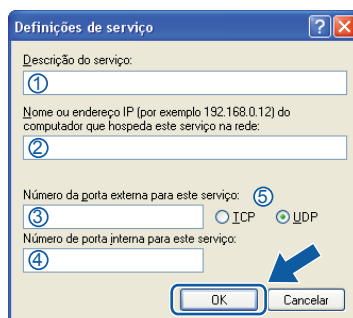 Definições de serviço
Descrição do serviço:
①
Nome ou endereço IP (por exemplo 192.168.0.12) do
computador que hospeda este serviço na rede:
②
Número da porta externa para este serviço: ⑤
③ TCP UDP
Número de porta interna para este serviço:
④
OK Cancelar